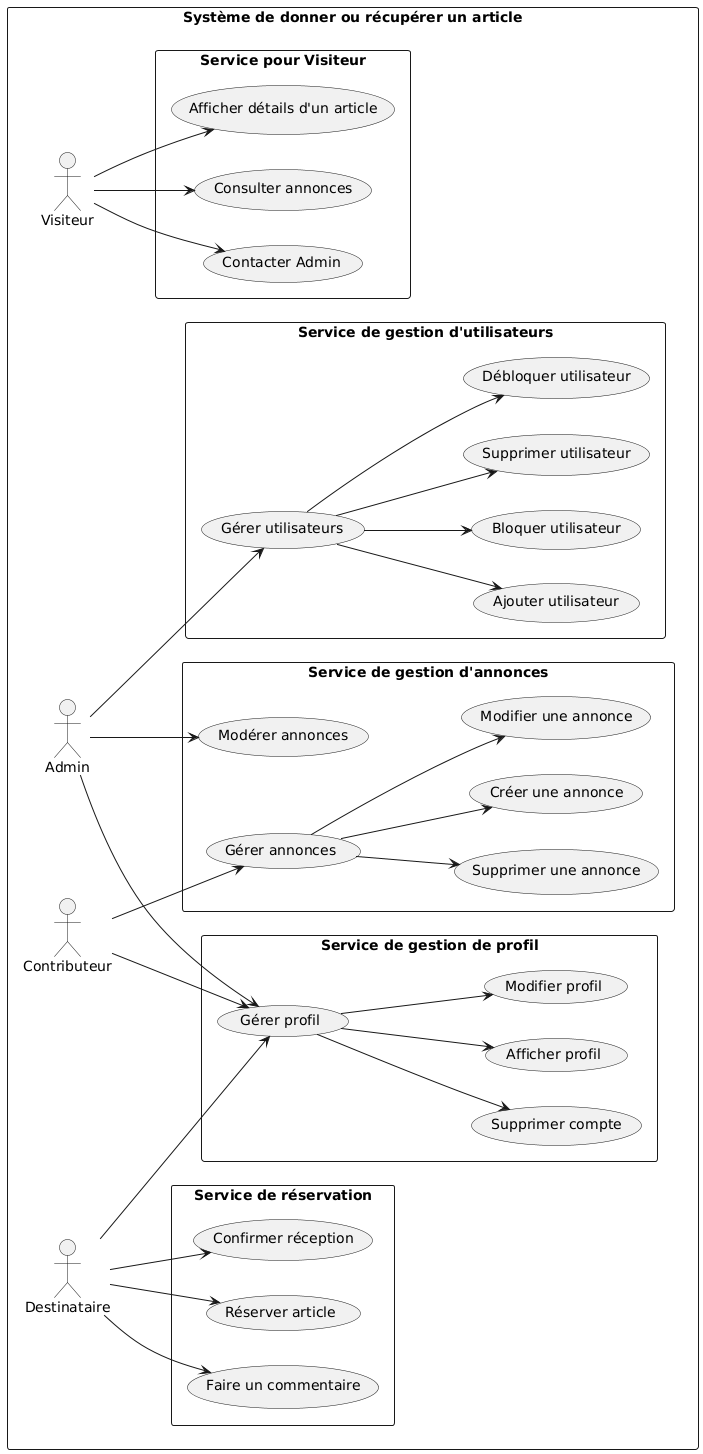 Système de donner ou récupérer un article
Service pour Visiteur
Afficher détails d'un article
Consulter annonces
Visiteur
Contacter Admin
Service de gestion d'utilisateurs
Débloquer utilisateur
Supprimer utilisateur
Gérer utilisateurs
Bloquer utilisateur
Ajouter utilisateur
Service de gestion d'annonces
Modifier une annonce
Modérer annonces
Admin
Créer une annonce
Gérer annonces
Supprimer une annonce
Contributeur
Service de gestion de profil
Modifier profil
Gérer profil
Afficher profil
Supprimer compte
Service de réservation
Confirmer réception
Destinataire
Réserver article
Faire un commentaire